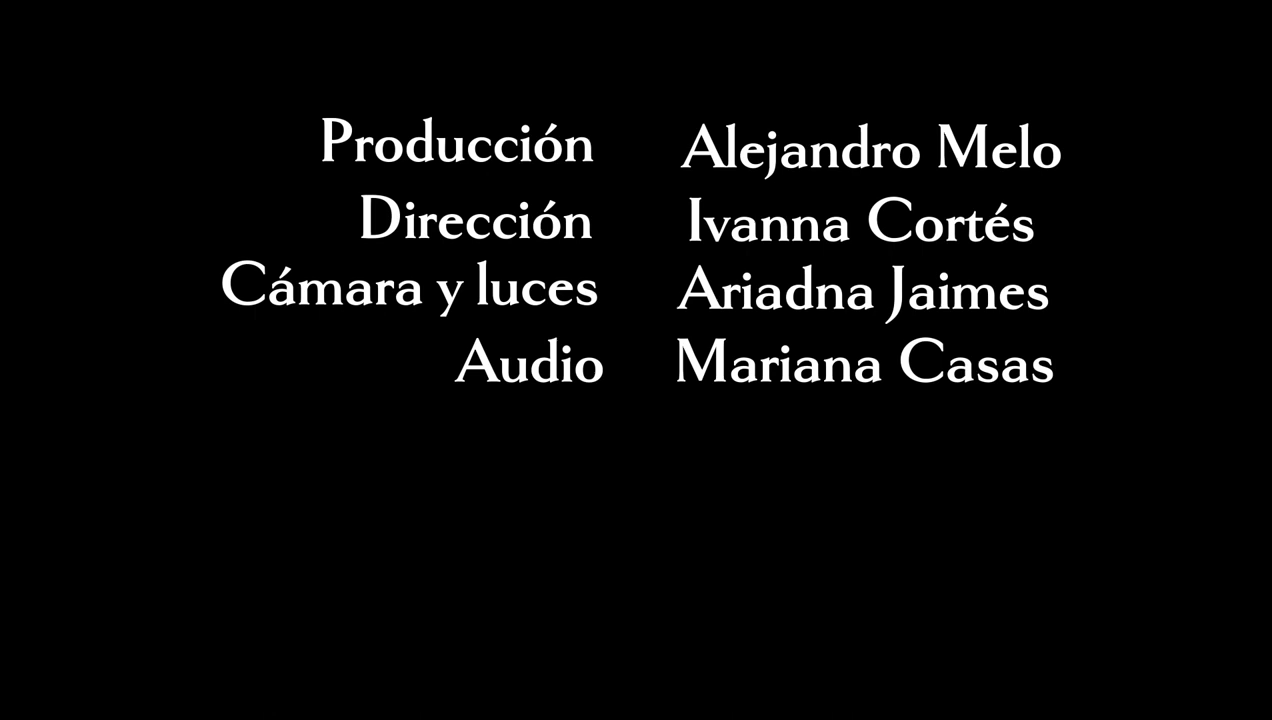 Producción Alejandro Melo
Dirección Ivanna Cortés
Cámara y luces Ariadna Jaimes
Audio Mariana Casas